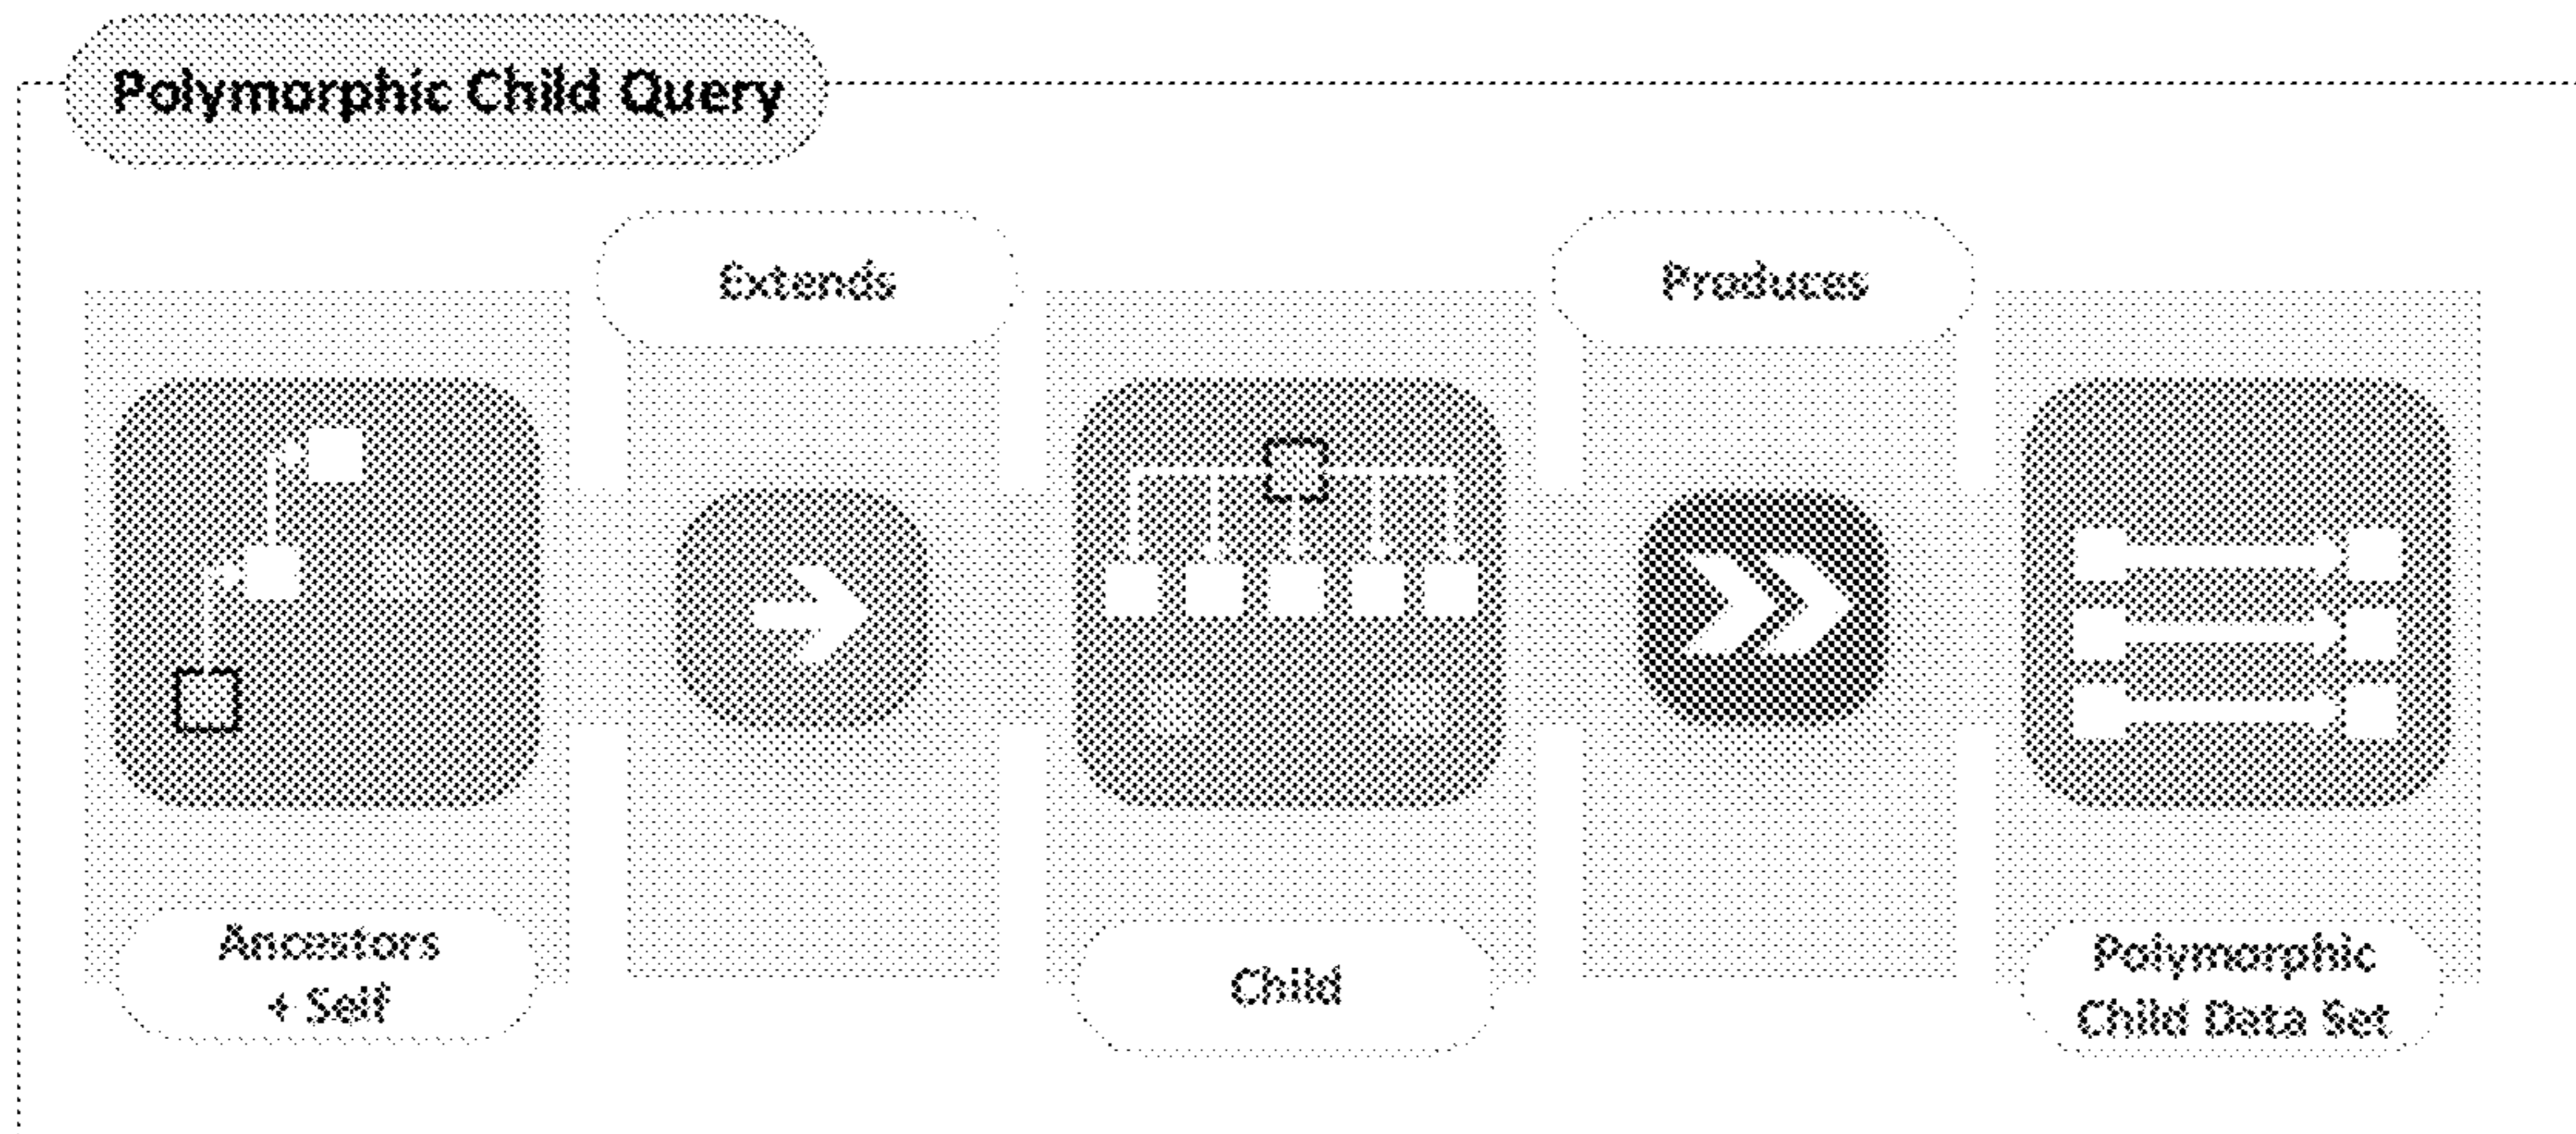 Polymorphic Child Query
Extends
Produces
Ancestors
+ Self
Child
Polymorphic
Child Data Set